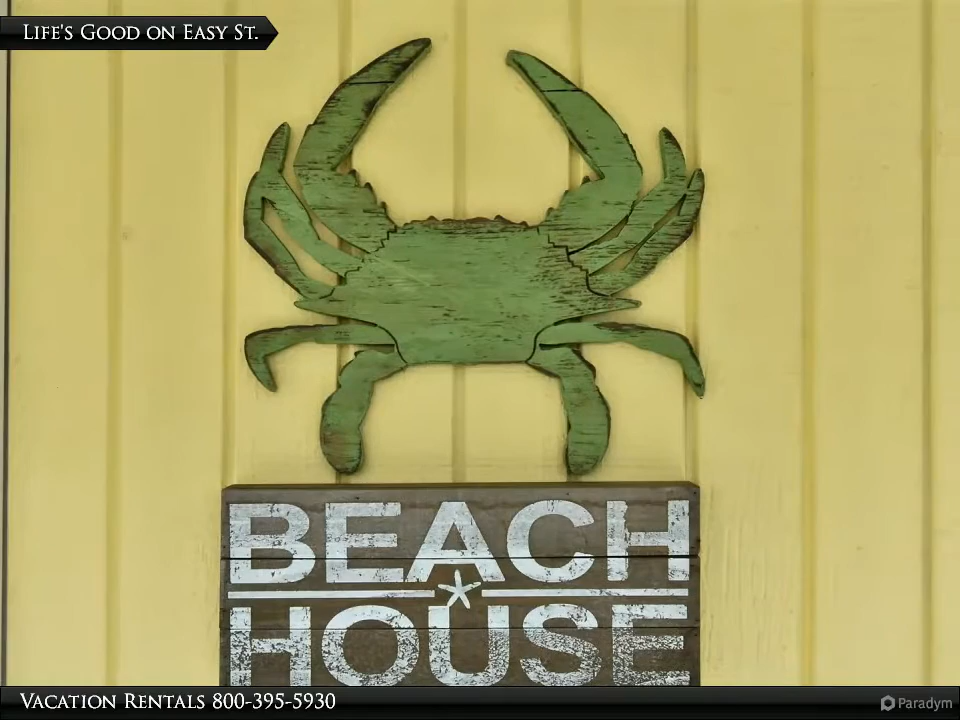 Life's Good on Easy St.
BEACH
HOUSE
Vacation Rentals 800-395-5930
Paradym